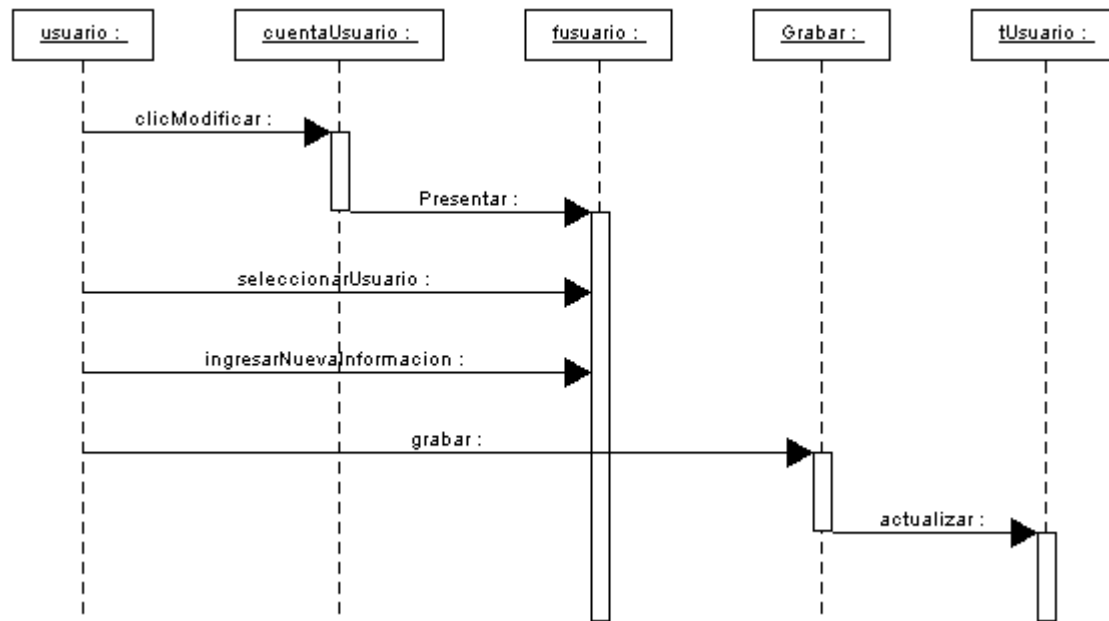 usuario :
cuentaUsuario :
fusuario :
Grabar :
tUsuario :
clicModificar :
Presentar :
seleccionarUsuario :
ingresarNuevaInformacion :
grabar :
actualizar :